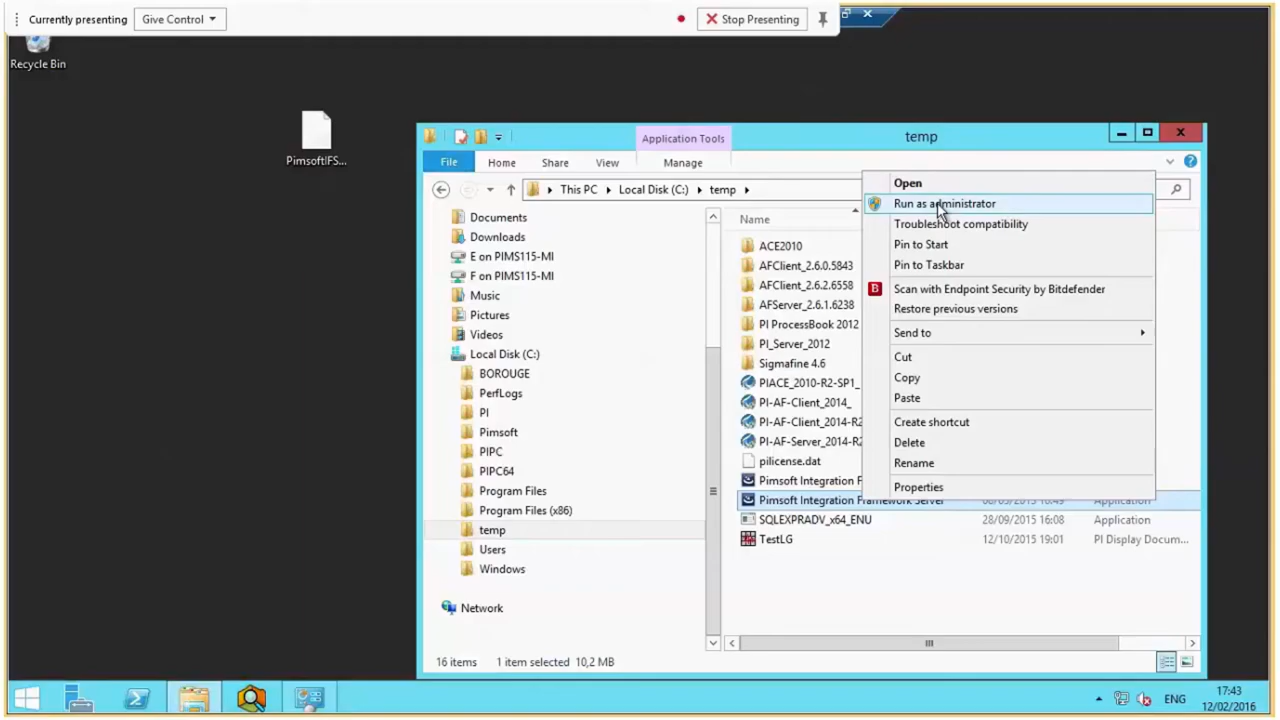 Currently presenting
Give Control
Stop Presenting
Recycle Bin
PimsoftIFS...
Application Tools
temp
File
Home
Share
View
Manage
This PC
Local Disk (C:)
temp
Documents
Downloads
E on PIMS115-MI
F on PIMS115-MI
Music
Pictures
Videos
Local Disk (C:)
BOROUGE
PerfLogs
PI
Pimsoft
PIPC
PIPC64
Program Files
Program Files (x86)
temp
Users
Windows
Network
Name
ACE2010
AFClient_2.6.0.5843
AFClient_2.6.2.6558
AFServer_2.6.1.6238
PI ProcessBook 2012
PI_Server_2012
Sigmafine 4.6
PIACE_2010-R2-SP1_
PI-AF-Client_2014_
PI-AF-Client_2014-R2
PI-AF-Server_2014-R2
pilicense.dat
Pimsoft Integration F
Pimsoft Integration Framework Server
Application
SQLEXPRADV_x64_ENU 28/09/2015 16:08 Application
TestLG 12/10/2015 19:01 PI Display Docum...
Open
Run as administrator
Troubleshoot compatibility
Pin to Start
Pin to Taskbar
Scan with Endpoint Security by Bitdefender
Restore previous versions
Send to
Cut
Copy
Paste
Create shortcut
Delete
Rename
Properties
16 items 1 item selected 10,2 MB
ENG
17:43
12/02/2016